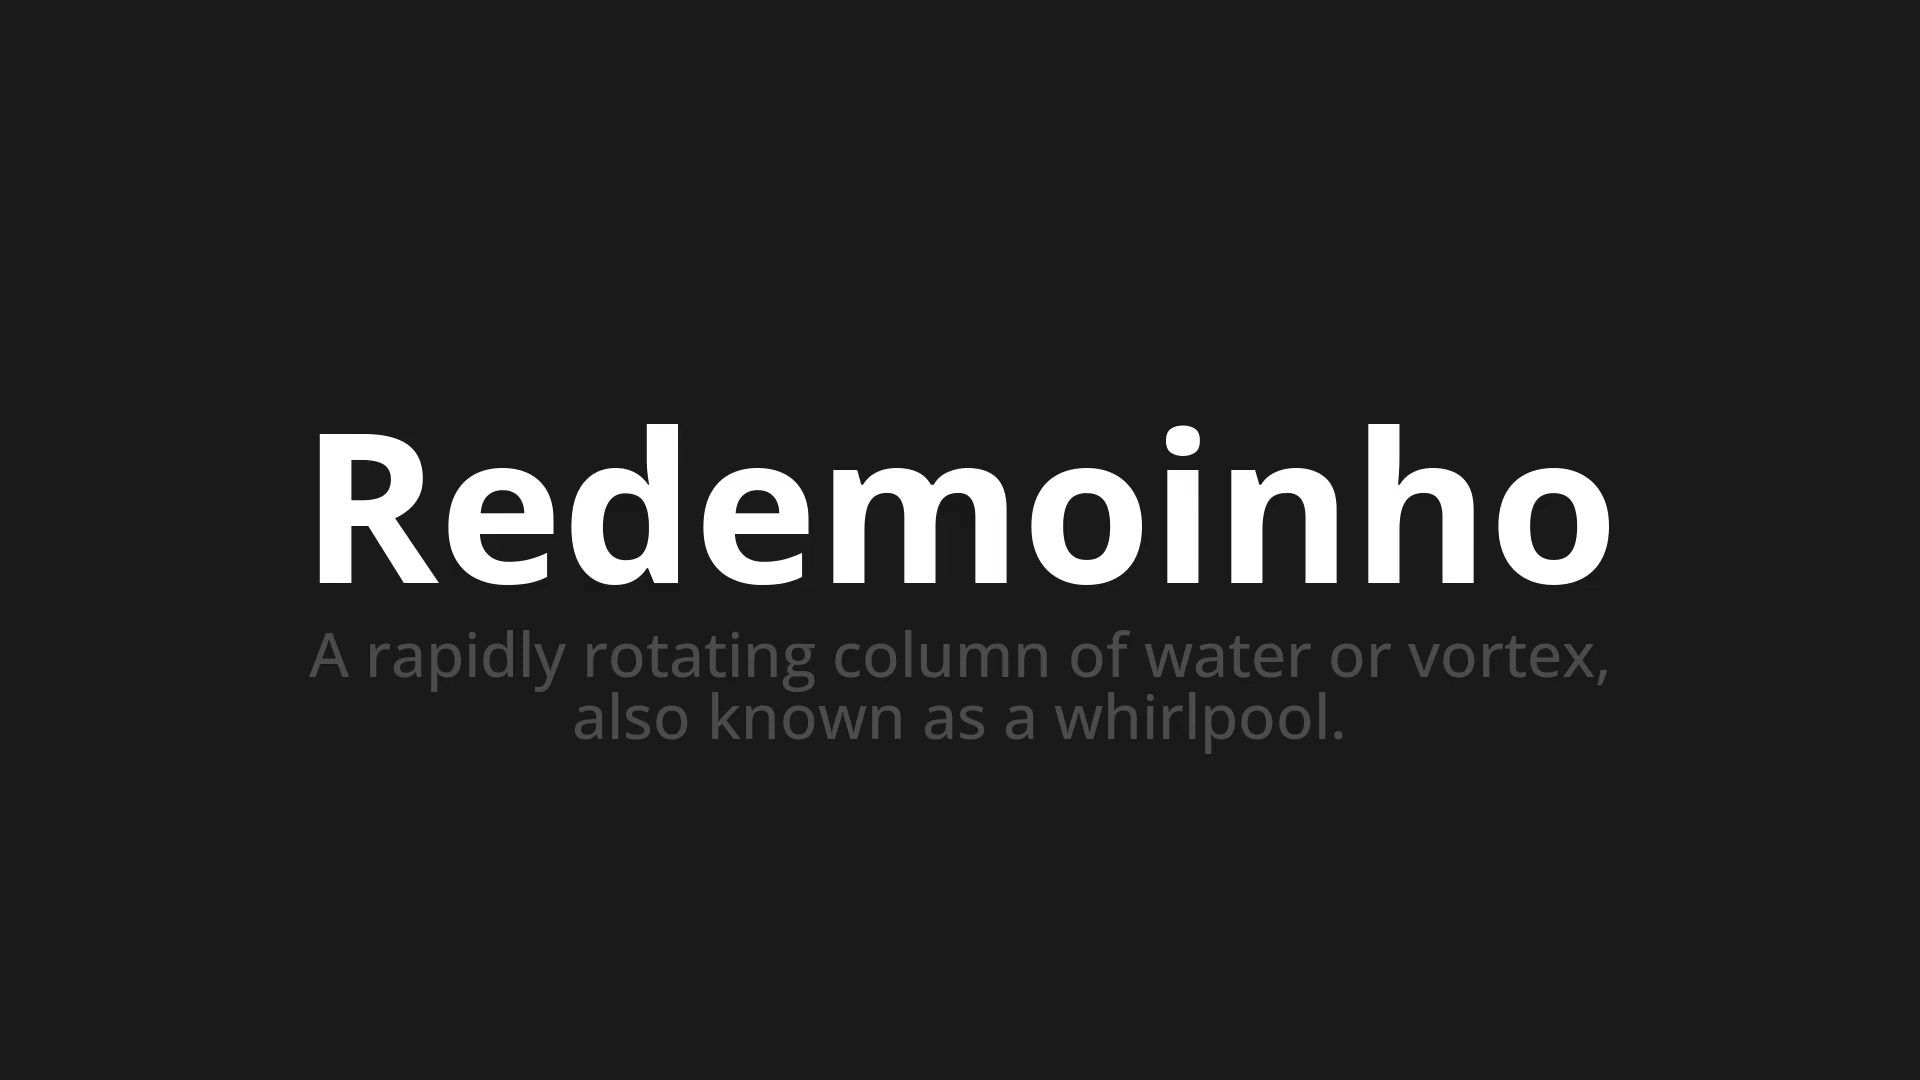 Redemoinho
A rapidly rotating column of water or vortex,
also known as a whirlpool.